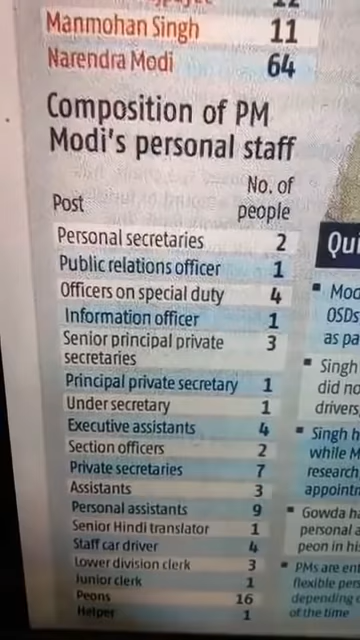 12
Manmohan Singh 11
Narendra Modi 64
Composition of PM
Modi's personal staff
Post No. of people
Personal secretaries 2
Public relations officer 1
Officers on special duty 4
Information officer 1
Senior principal private secretaries 3
Principal private secretary 1
Under secretary 1
Executive assistants 4
Section officers 2
Private secretaries 7
Assistants 3
Personal assistants 9
Senior Hindi translator 1
Staff car driver 4
Lower division clerk 3
Junior clerk 1
Peons 16
Helper 1
Qui
Mod
OSDs
as pa
Singh
did no
drivers,
Singh h
while M
research
appointm
Gowda ha
personal a
peon in his
PMs are ent
flexible pers
depending o
of the time